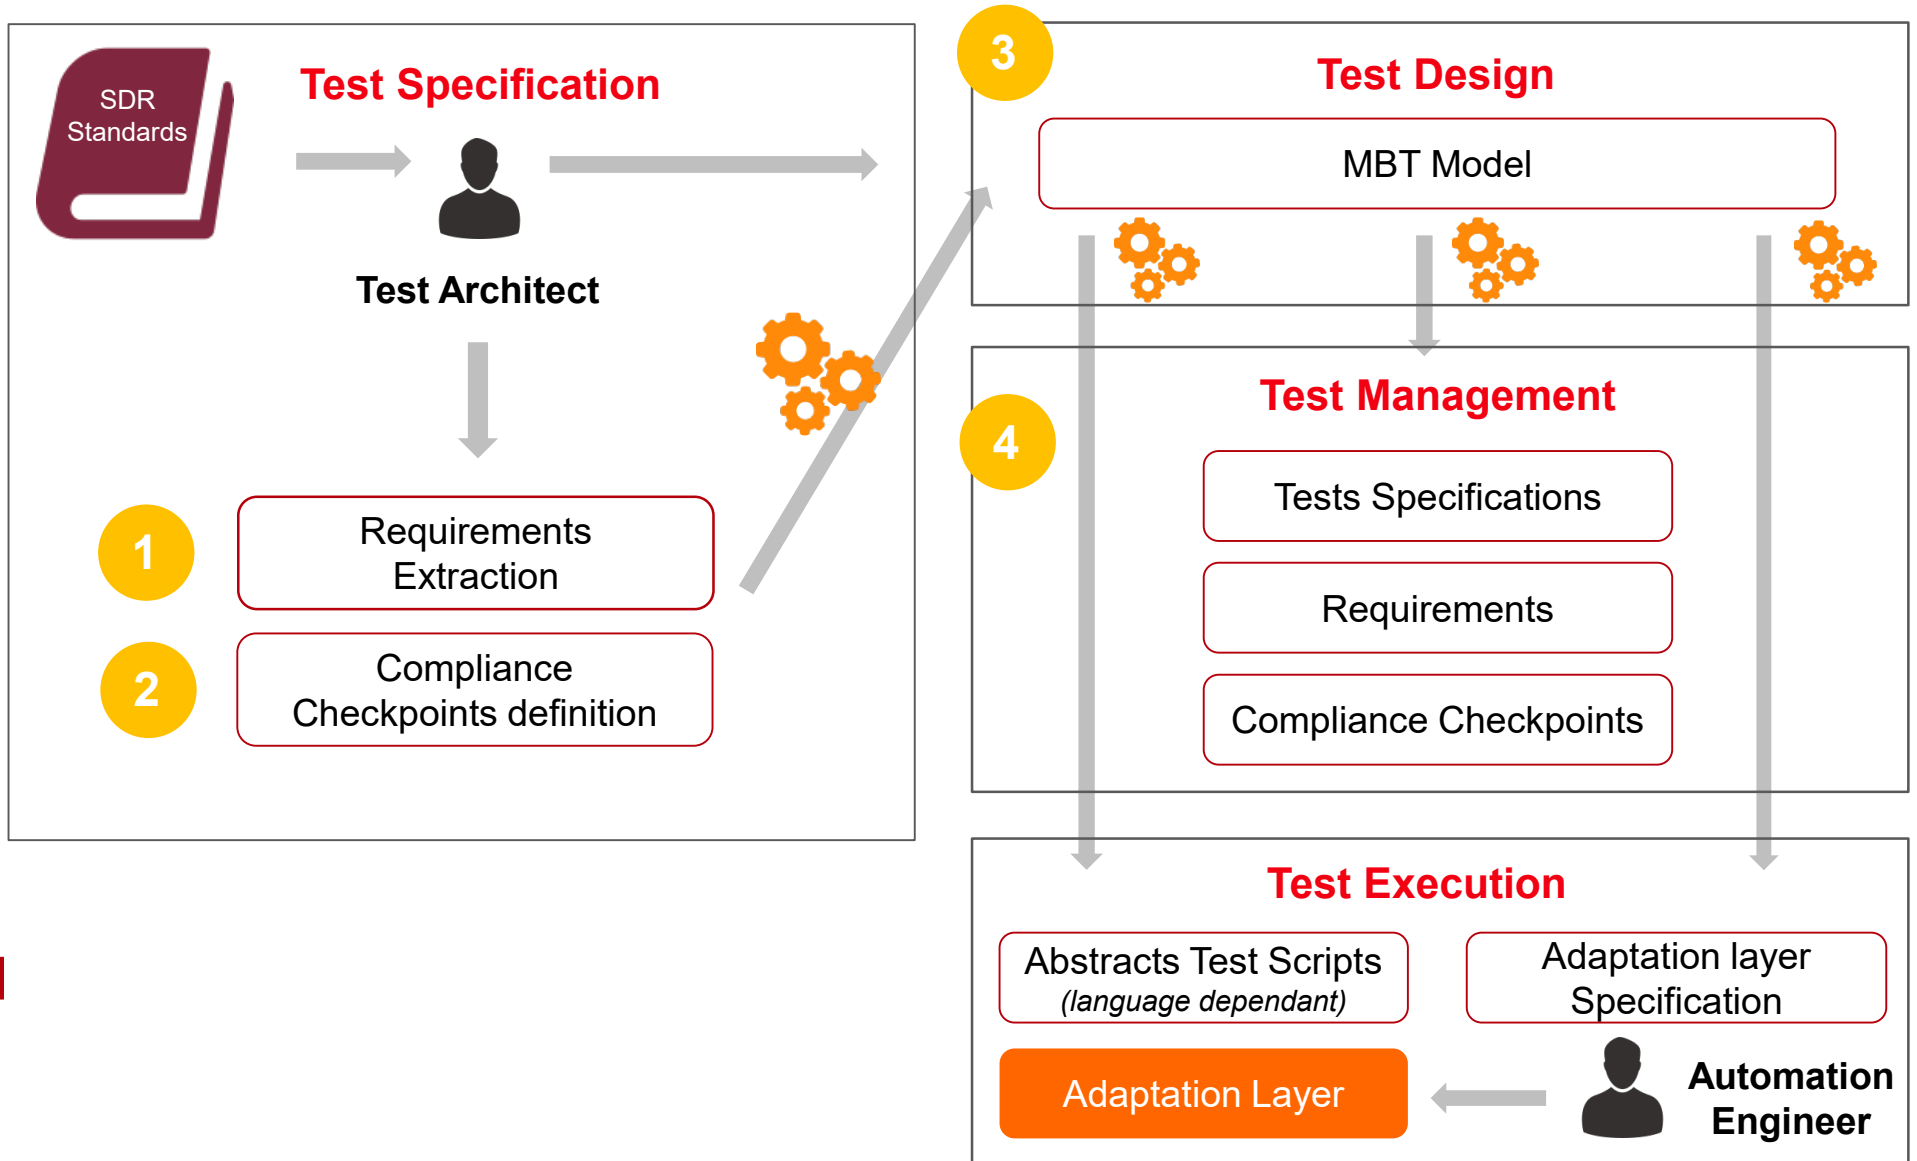 SDR
Standards
Test Specification
Test Architect
1
Requirements
Extraction
2
Compliance
Checkpoints definition
3
Test Design
MBT Model
4
Test Management
Tests Specifications
Requirements
Compliance Checkpoints
Test Execution
Abstracts Test Scripts
(language dependant)
Adaptation layer
Specification
Adaptation Layer
Automation
Engineer